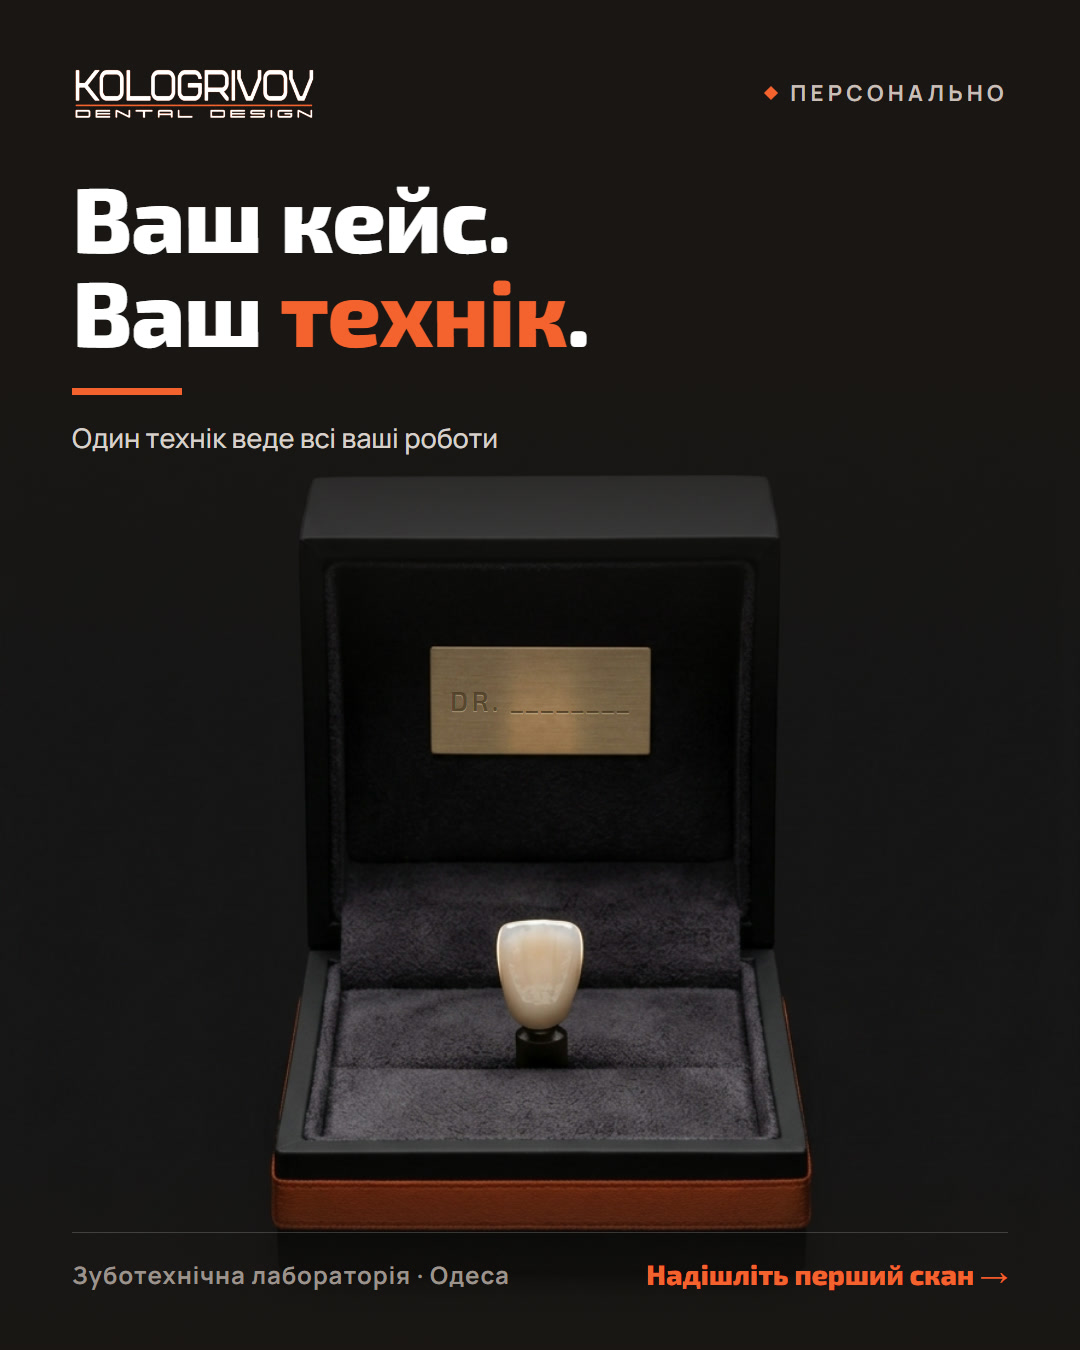 KOLOGRIVOV
DENTAL DESIGN
ПЕРСОНАЛЬНО
Ваш кейс.
Ваш технік.
Один технік веде всі ваші роботи
DR. ________
Зуботехнічна лабораторія · Одеса
Надішліть перший скан →